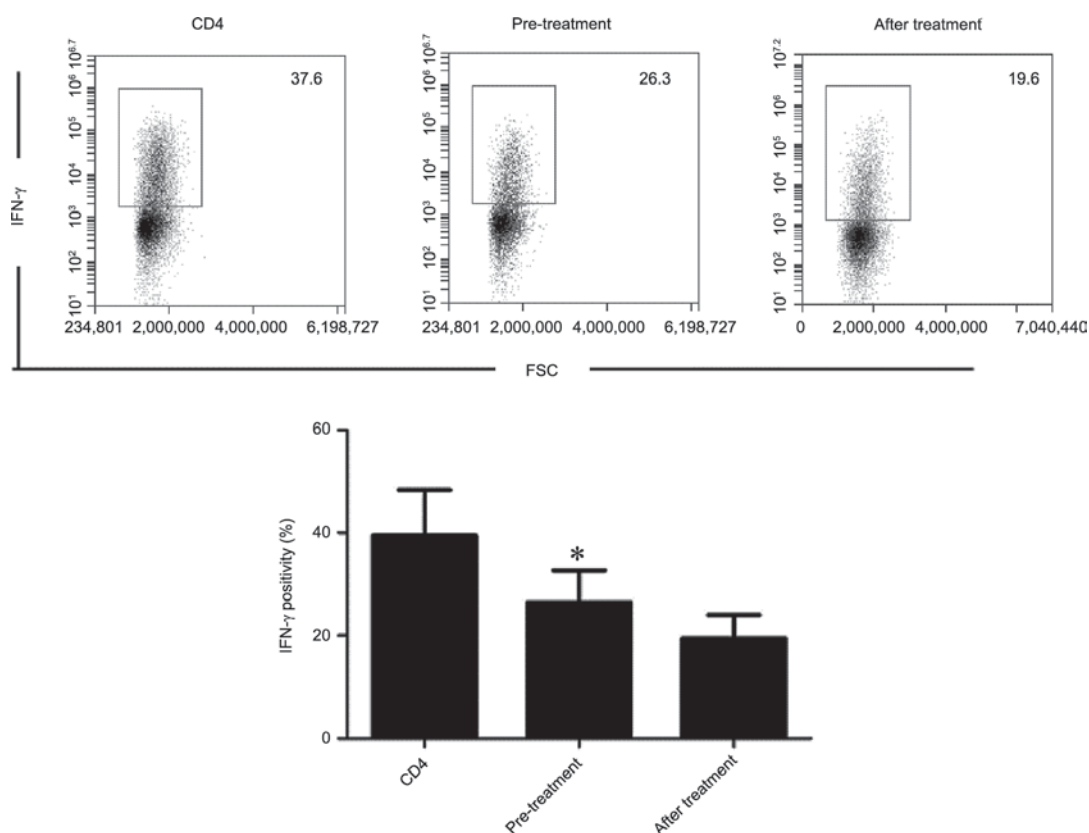 CD4
Pre-treatment
After treatment
IFN-γ
10^6.7
10^6
10^5
10^4
10^3
10^2
10^1
37.6
234,801 2,000,000 4,000,000 6,198,727
10^6.7
10^6
10^5
10^4
10^3
10^2
10^1
26.3
234,801 2,000,000 4,000,000 6,198,727
10^7.2
10^6
10^5
10^4
10^3
10^2
10^1
19.6
0 2,000,000 4,000,000 7,040,440
FSC
IFN-γ positivity (%)
60
40
20
0
*
CD4
Pre-treatment
After treatment